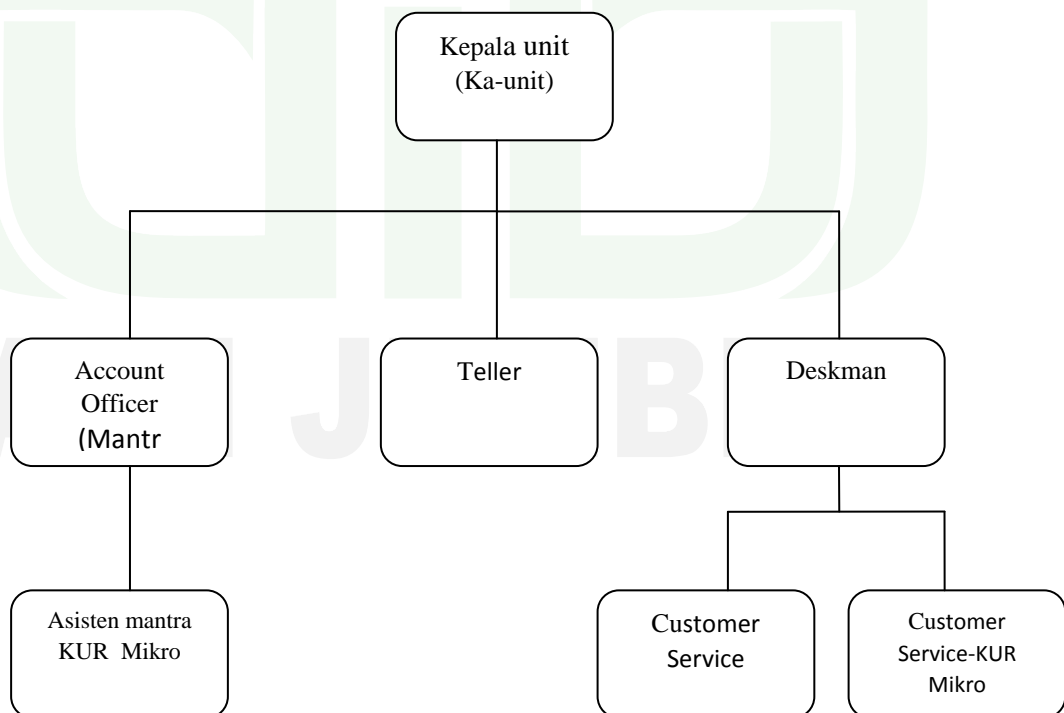 Kepala unit
(Ka-unit)
Account
Officer
(Mantr
Teller
Deskman
Asisten mantra
KUR Mikro
Customer
Service
Customer
Service-KUR
Mikro